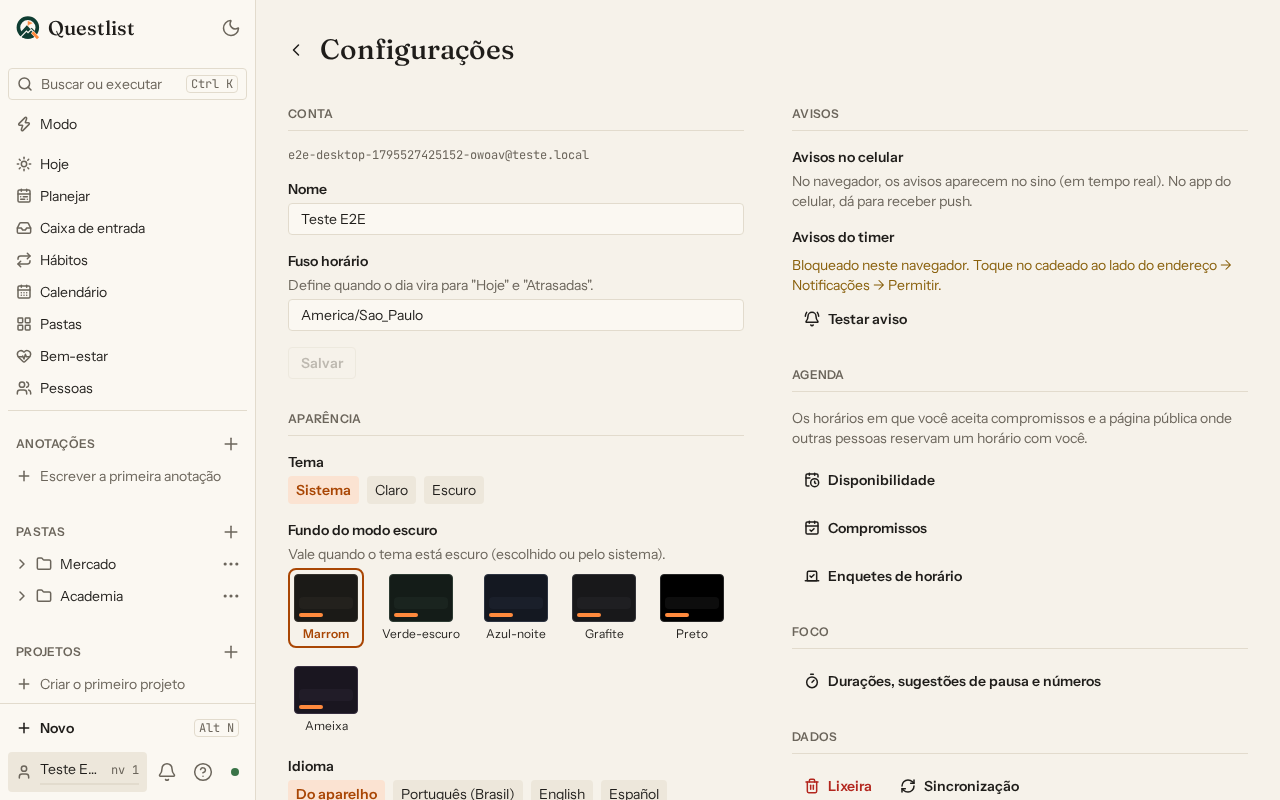 Questlist
Buscar ou executar
Ctrl K
Modo
Hoje
Planejar
Caixa de entrada
Hábitos
Calendário
Pastas
Bem-estar
Pessoas
ANOTAÇÕES
Escrever a primeira anotação
PASTAS
Mercado
Academia
PROJETOS
Criar o primeiro projeto
Novo
Alt N
Teste E...
nv 1
Configurações
CONTA
e2e-desktop-1795527425152-owoav@teste.local
Nome
Teste E2E
Fuso horário
Define quando o dia vira para "Hoje" e "Atrasadas".
America/Sao_Paulo
Salvar
APARÊNCIA
Tema
Sistema
Claro
Escuro
Fundo do modo escuro
Vale quando o tema está escuro (escolhido ou pelo sistema).
Marrom
Verde-escuro
Azul-noite
Grafite
Preto
Ameixa
Idioma
Do aparelho
Português (Brasil)
English
Español
AVISOS
Avisos no celular
No navegador, os avisos aparecem no sino (em tempo real). No app do
celular, dá para receber push.
Avisos do timer
Bloqueado neste navegador. Toque no cadeado ao lado do endereço →
Notificações → Permitir.
Testar aviso
AGENDA
Os horários em que você aceita compromissos e a página pública onde
outras pessoas reservam um horário com você.
Disponibilidade
Compromissos
Enquetes de horário
FOCO
Durações, sugestões de pausa e números
DADOS
Lixeira
Sincronização